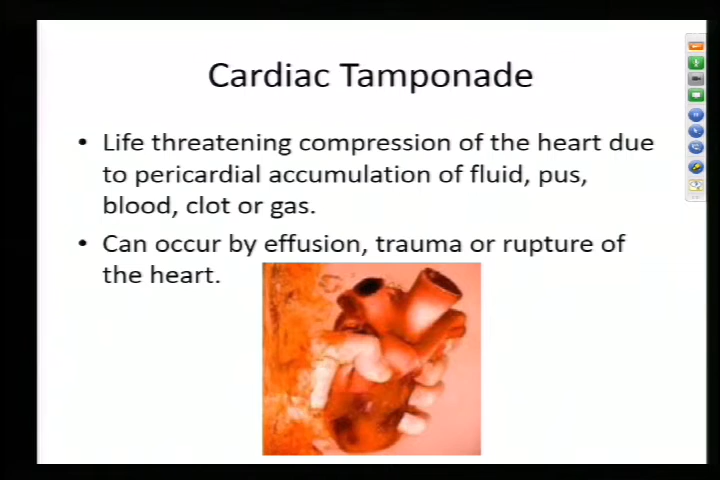 Cardiac Tamponade
• Life threatening compression of the heart due
to pericardial accumulation of fluid, pus,
blood, clot or gas.
• Can occur by effusion, trauma or rupture of
the heart.